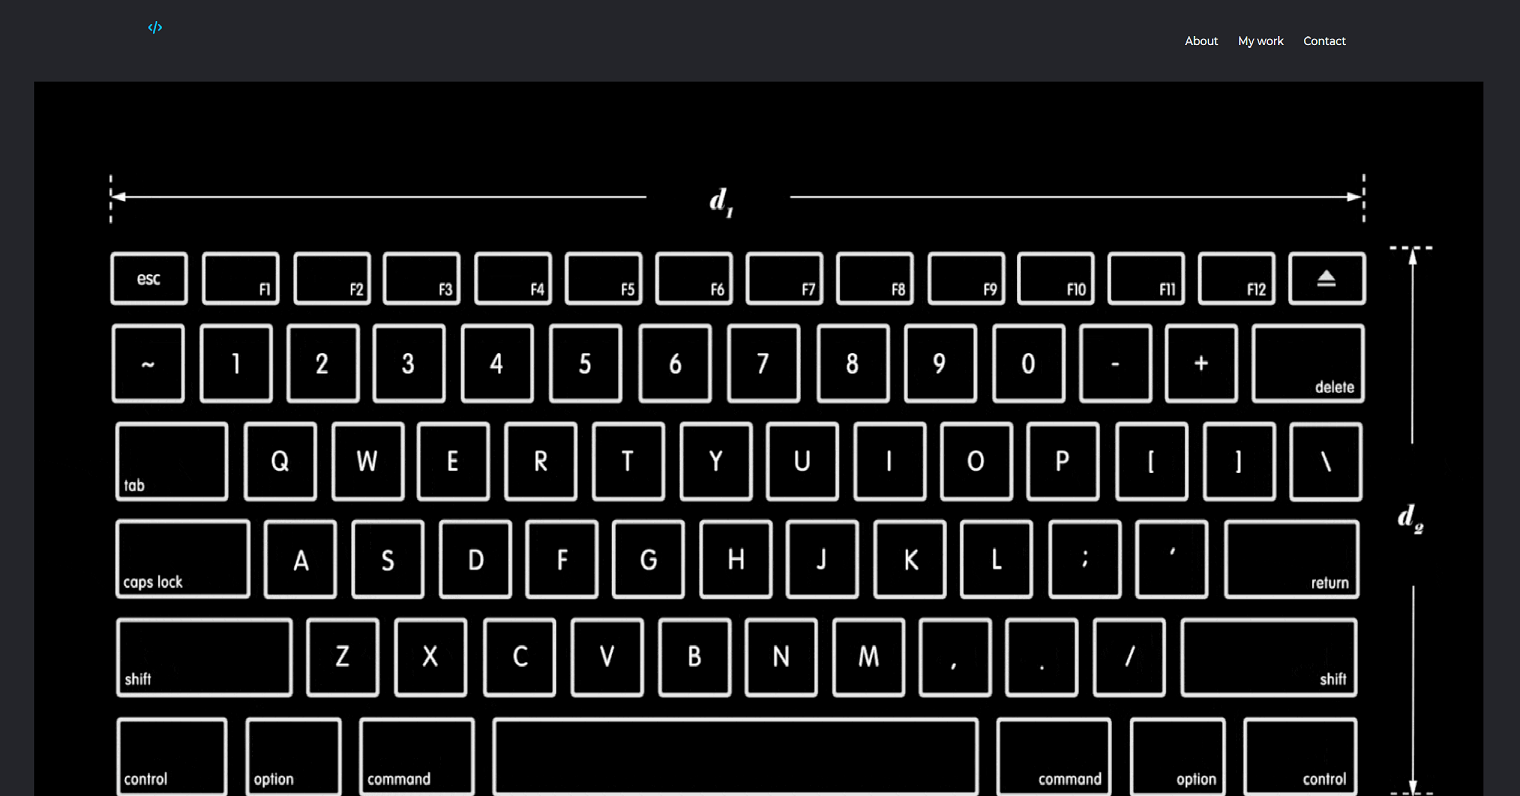 </>
About My work Contact
d1
esc F1 F2 F3 F4 F5 F6 F7 F8 F9 F10 F11 F12
~ 1 2 3 4 5 6 7 8 9 0 - + delete
tab Q W E R T Y U I O P [ ] \
caps lock A S D F G H J K L ; ‘ return
d2
shift Z X C V B N M , . / shift
control option command command option control